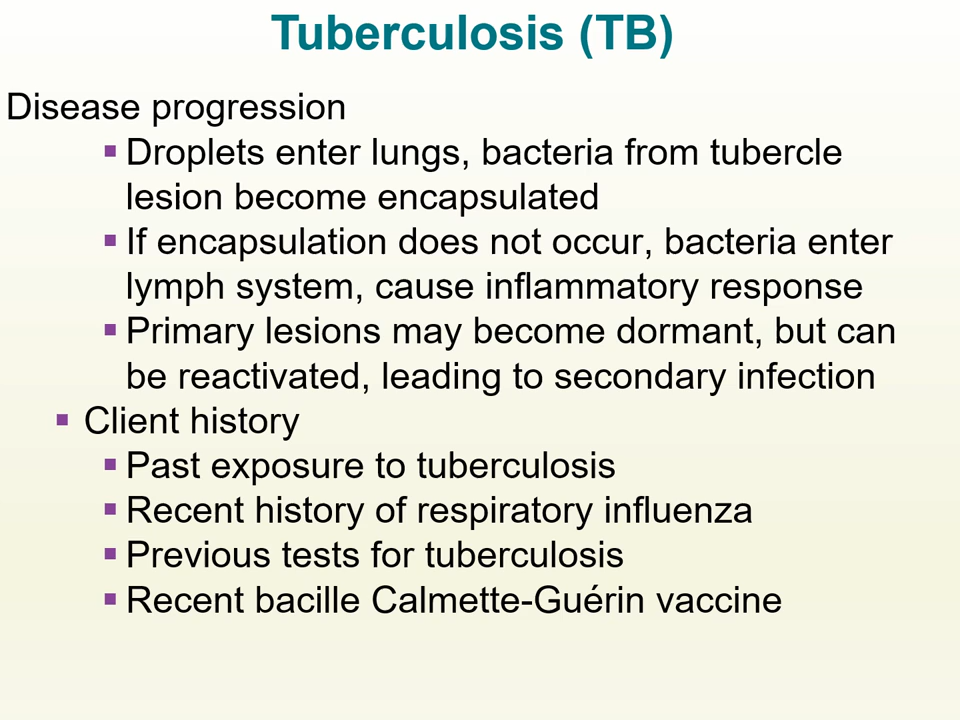 Tuberculosis (TB)
Disease progression
▪ Droplets enter lungs, bacteria from tubercle
lesion become encapsulated
▪ If encapsulation does not occur, bacteria enter
lymph system, cause inflammatory response
▪ Primary lesions may become dormant, but can
be reactivated, leading to secondary infection
▪ Client history
▪ Past exposure to tuberculosis
▪ Recent history of respiratory influenza
▪ Previous tests for tuberculosis
▪ Recent bacille Calmette-Guérin vaccine